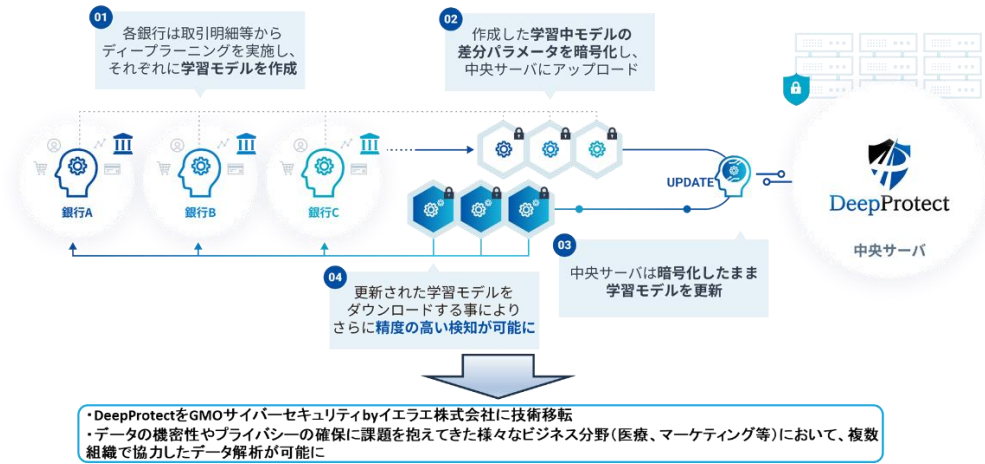 01
各銀行は取引明細等から
ディープラーニングを実施し、
それぞれに学習モデルを作成
02
作成した学習中モデルの
差分パラメータを暗号化し、
中央サーバにアップロード
銀行A
銀行B
銀行C
UPDATE
DeepProtect
中央サーバ
03
中央サーバは暗号化したまま
学習モデルを更新
04
更新された学習モデルを
ダウンロードする事により
さらに精度の高い検知が可能に
・DeepProtectをGMOサイバーセキュリティbyイエラエ株式会社に技術移転
・データの機密性やプライバシーの確保に課題を抱えてきた様々なビジネス分野（医療、マーケティング等）において、複数
組織で協力したデータ解析が可能に